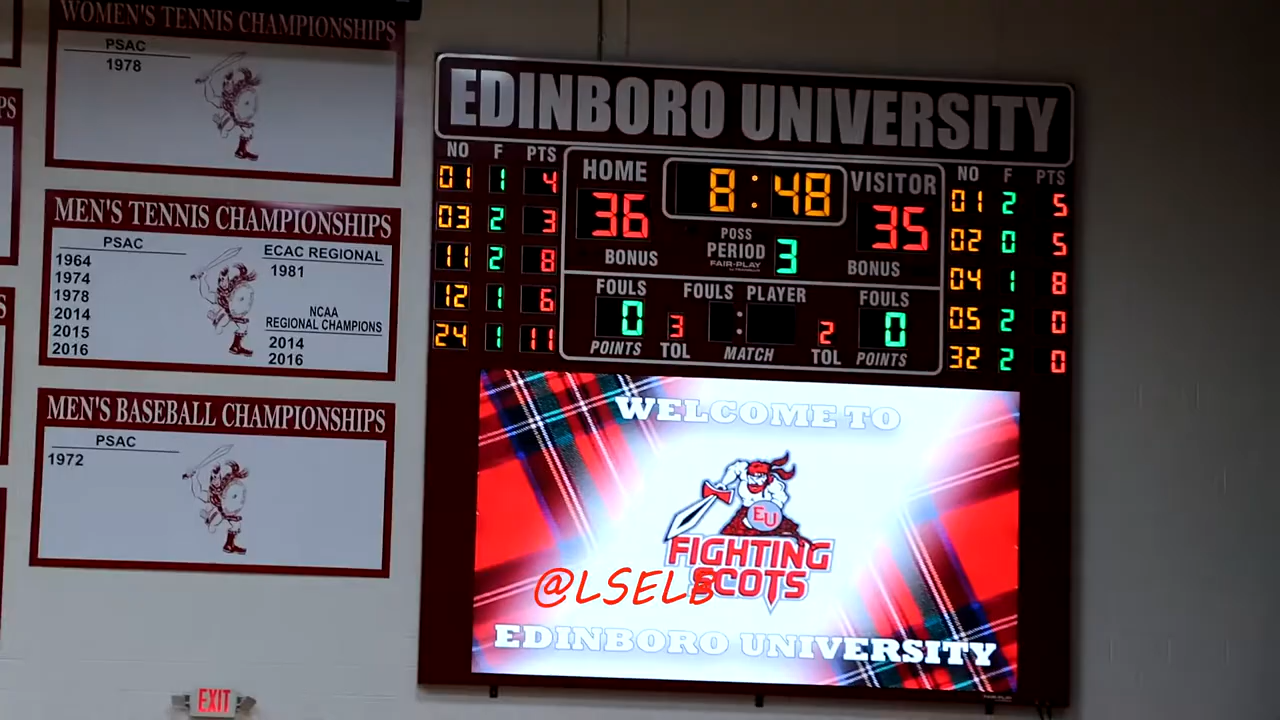 WOMEN'S TENNIS CHAMPIONSHIPS
PSAC
1978
PS
MEN'S TENNIS CHAMPIONSHIPS
PSAC
1964
1974
1978
2014
2015
2016
ECAC REGIONAL
1981
NCAA
REGIONAL CHAMPIONS
2014
2016
S
MEN'S BASEBALL CHAMPIONSHIPS
PSAC
1972
EXIT
EDINBORO UNIVERSITY
NO F PTS
01 1 4
03 2 3
11 2 8
12 1 6
24 1 11
HOME 8:48 VISITOR
36 35
POSS
PERIOD 3
FAIR-PLAY
BONUS BONUS
FOULS FOULS PLAYER FOULS
0 3 : 2 0
POINTS TOL MATCH TOL POINTS
NO F PTS
01 2 5
02 0 5
04 1 8
05 2 0
32 2 0
WELCOME TO
EU
FIGHTING
SCOTS
@LSELB
EDINBORO UNIVERSITY